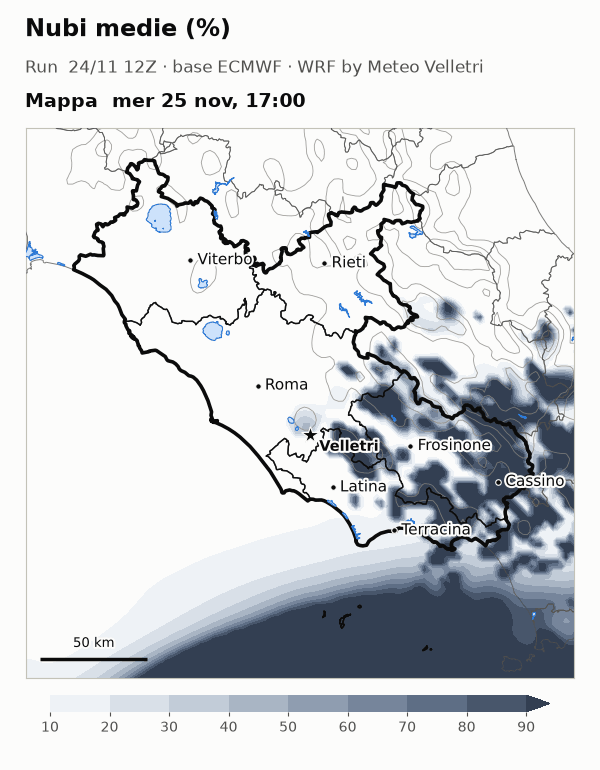 Nubi medie (%)
Run 24/11 12Z · base ECMWF · WRF by Meteo Velletri
Mappa mer 25 nov, 17:00
Viterbo
Rieti
Roma
Velletri
Frosinone
Cassino
Latina
Terracina
50 km
10 20 30 40 50 60 70 80 90